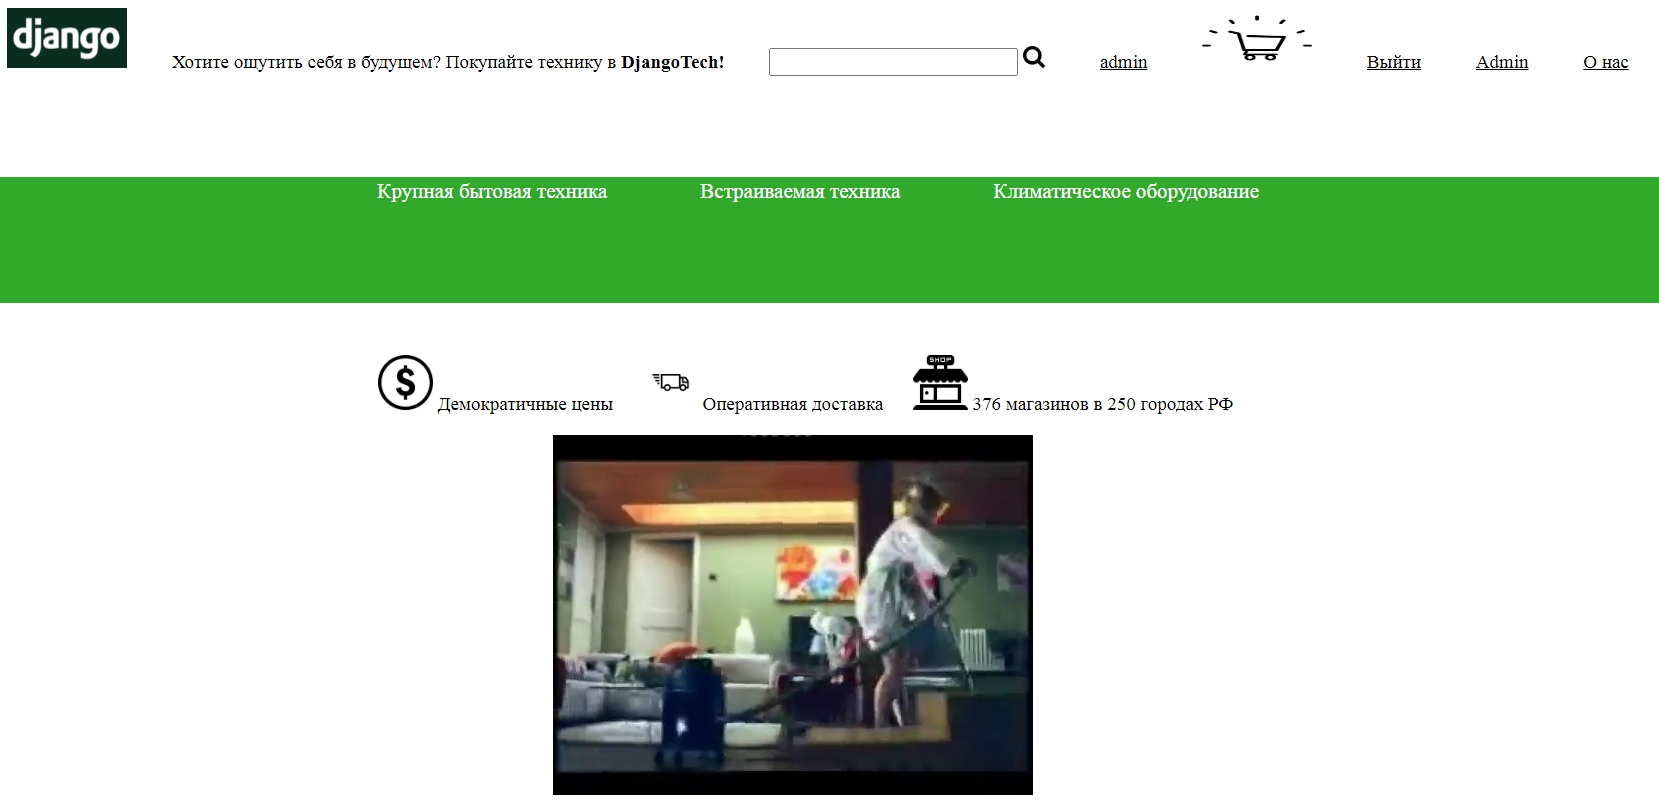 django
Хотите ощутить себя в будущем? Покупайте технику в DjangoTech!
admin
Выйти
Admin
О нас
Крупная бытовая техника
Встраиваемая техника
Климатическое оборудование
$
Демократичные цены
Оперативная доставка
SHOP
376 магазинов в 250 городах РФ